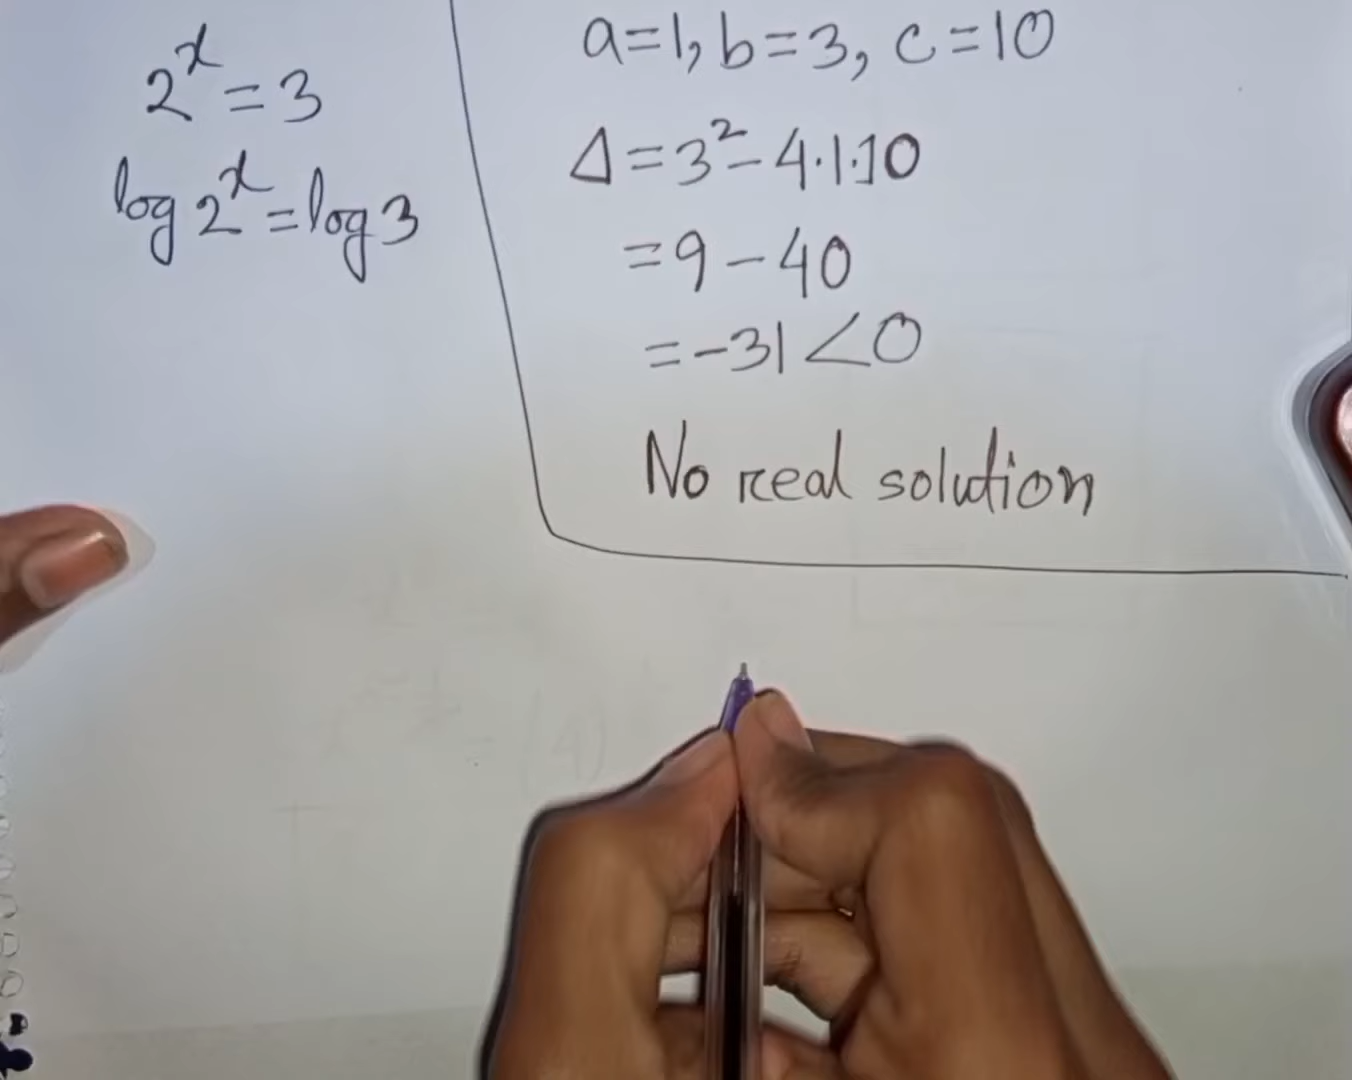 2^x = 3
log 2^x = log 3
a=1, b=3, c=10
Δ=3²-4·1·10
=9-40
=-31<0
No real solution